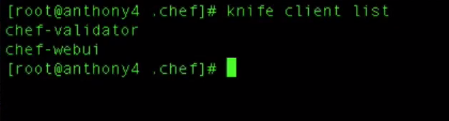 [root@anthony4 .chef]# knife client list
chef-validator
chef-webui
[root@anthony4 .chef]#